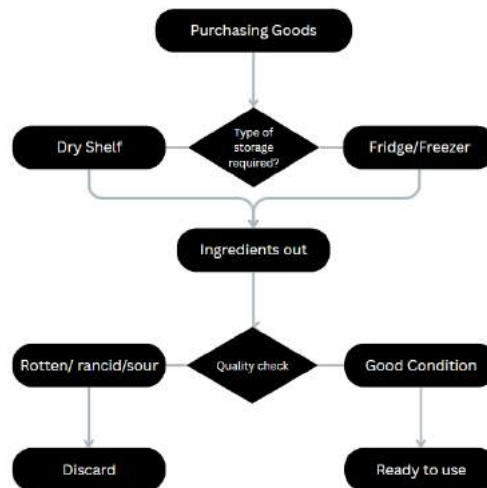 Purchasing Goods
Dry Shelf
Type of
storage
required?
Fridge/Freezer
Ingredients out
Rotten/ rancid/sour
Quality check
Good Condition
Discard
Ready to use